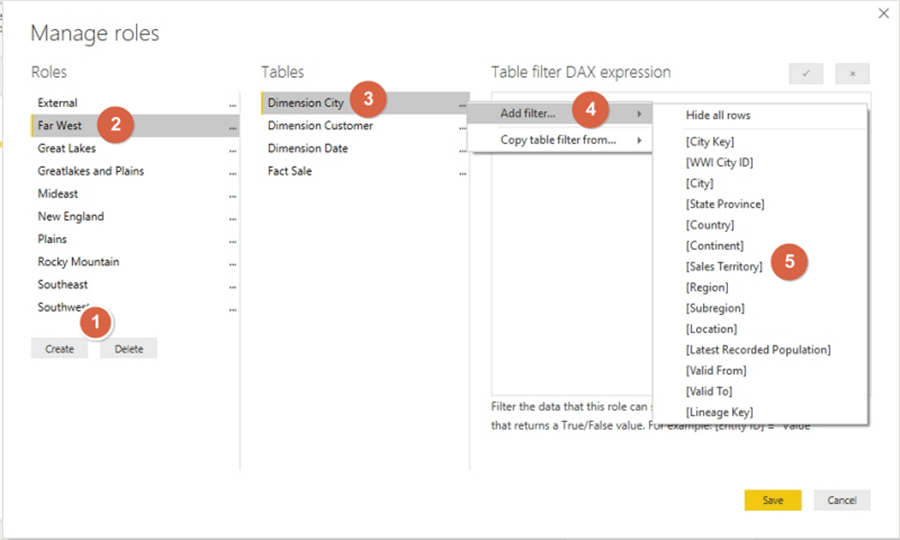 Manage roles
Roles
External ...
Far West ...
2
Great Lakes ...
Greatlakes and Plains ...
Mideast ...
New England ...
Plains ...
Rocky Mountain ...
Southeast ...
Southwest ...
1
Create Delete
Tables
Dimension City ...
3
Dimension Customer ...
Dimension Date ...
Fact Sale ...
Table filter DAX expression
Add filter...
4
Copy table filter from...
Hide all rows
[City Key]
[WWI City ID]
[City]
[State Province]
[Country]
[Continent]
[Sales Territory]
5
[Region]
[Subregion]
[Location]
[Latest Recorded Population]
[Valid From]
[Valid To]
[Lineage Key]
Filter the data that this role can
that returns a True/False value. For example: [Entity ID] = "Value"
Save Cancel